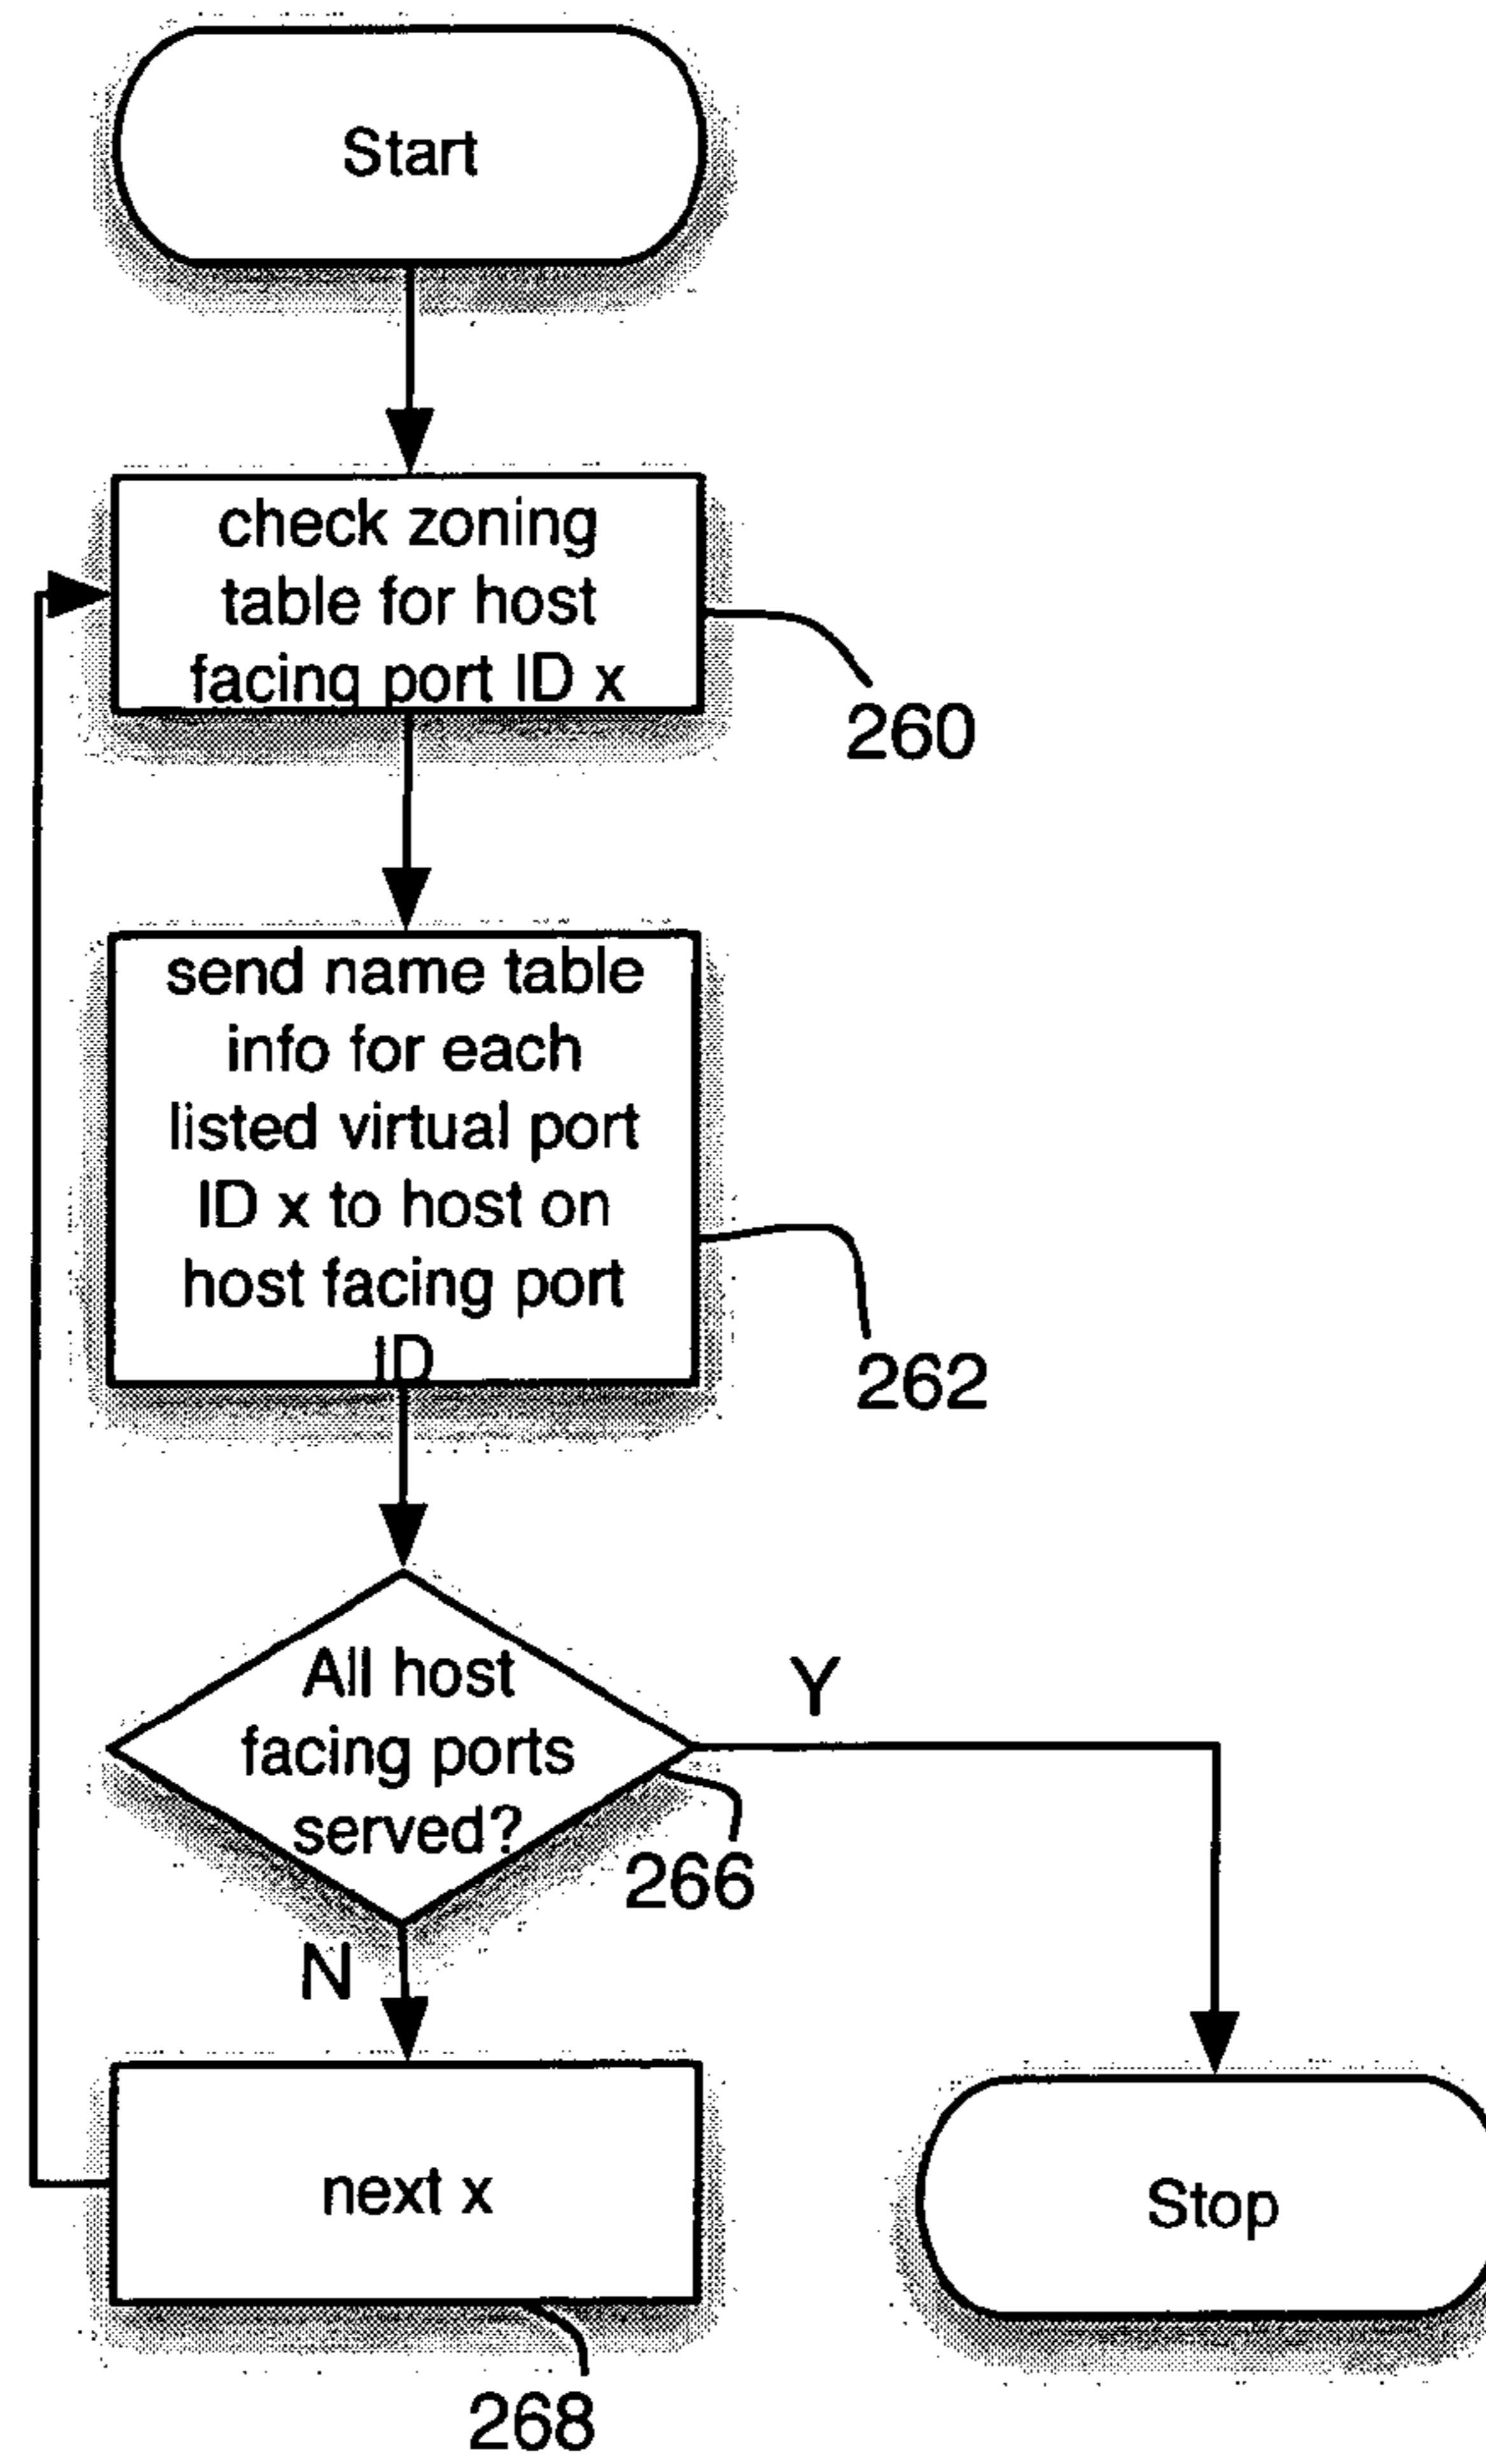 Start
check zoning
table for host
facing port ID x
260
send name table
info for each
listed virtual port
ID x to host on
host facing port
ID
262
All host
facing ports
served?
Y
266
N
next x
268
Stop